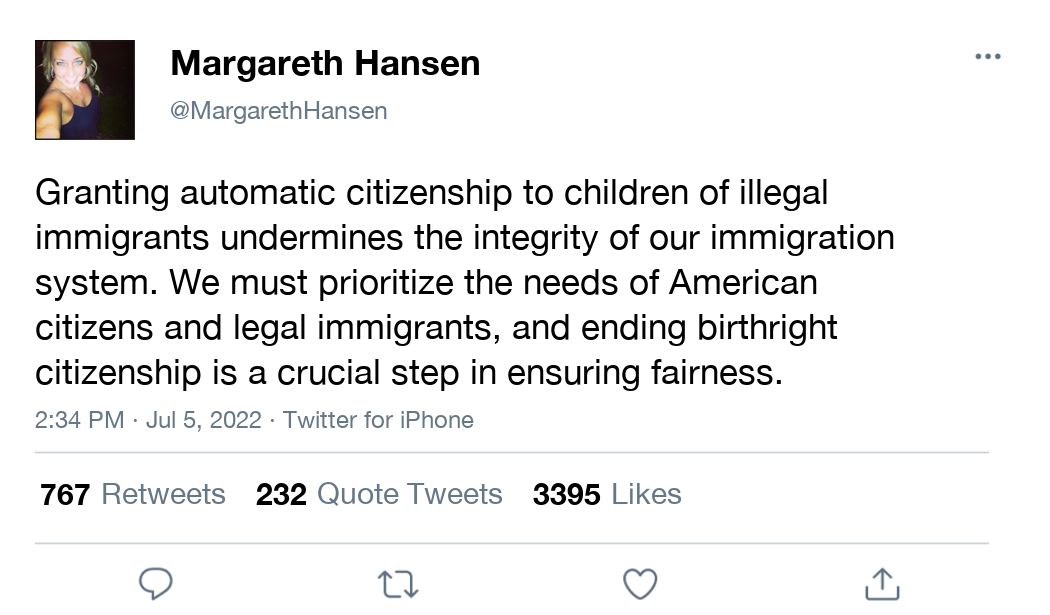 Margareth Hansen
@MargarethHansen
Granting automatic citizenship to children of illegal
immigrants undermines the integrity of our immigration
system. We must prioritize the needs of American
citizens and legal immigrants, and ending birthright
citizenship is a crucial step in ensuring fairness.
2:34 PM · Jul 5, 2022 · Twitter for iPhone
767 Retweets 232 Quote Tweets 3395 Likes